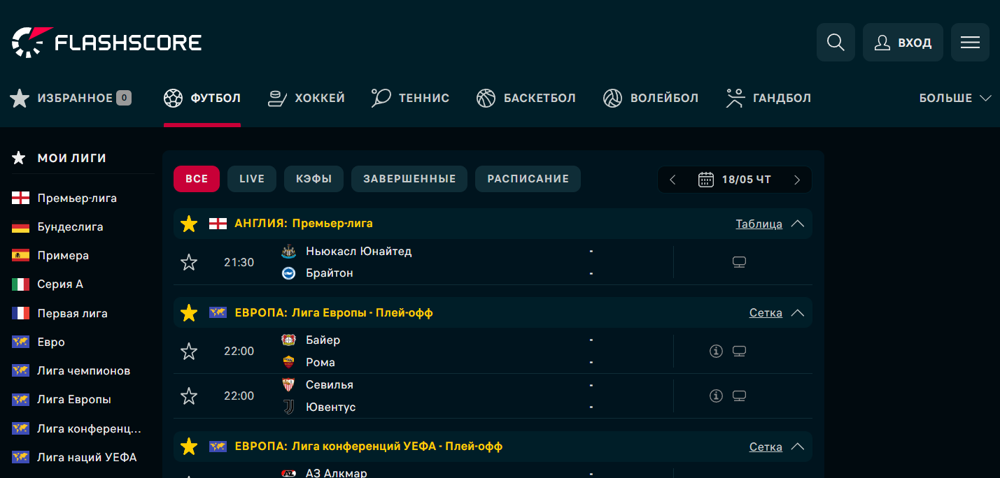 FLASHSCORE
ВХОД
ИЗБРАННОЕ 0
ФУТБОЛ
ХОККЕЙ
ТЕННИС
БАСКЕТБОЛ
ВОЛЕЙБОЛ
ГАНДБОЛ
БОЛЬШЕ
МОИ ЛИГИ
Премьер-лига
Бундеслига
Примера
Серия А
Первая лига
Евро
Лига чемпионов
Лига Европы
Лига конференц...
Лига наций УЕФА
ВСЕ
LIVE
КЭФЫ
ЗАВЕРШЕННЫЕ
РАСПИСАНИЕ
18/05 ЧТ
АНГЛИЯ: Премьер-лига
Таблица
21:30
Ньюкасл Юнайтед -
Брайтон -
ЕВРОПА: Лига Европы - Плей-офф
Сетка
22:00
Байер -
Рома -
22:00
Севилья -
Ювентус -
ЕВРОПА: Лига конференций УЕФА - Плей-офф
Сетка
АЗ Алкмар -